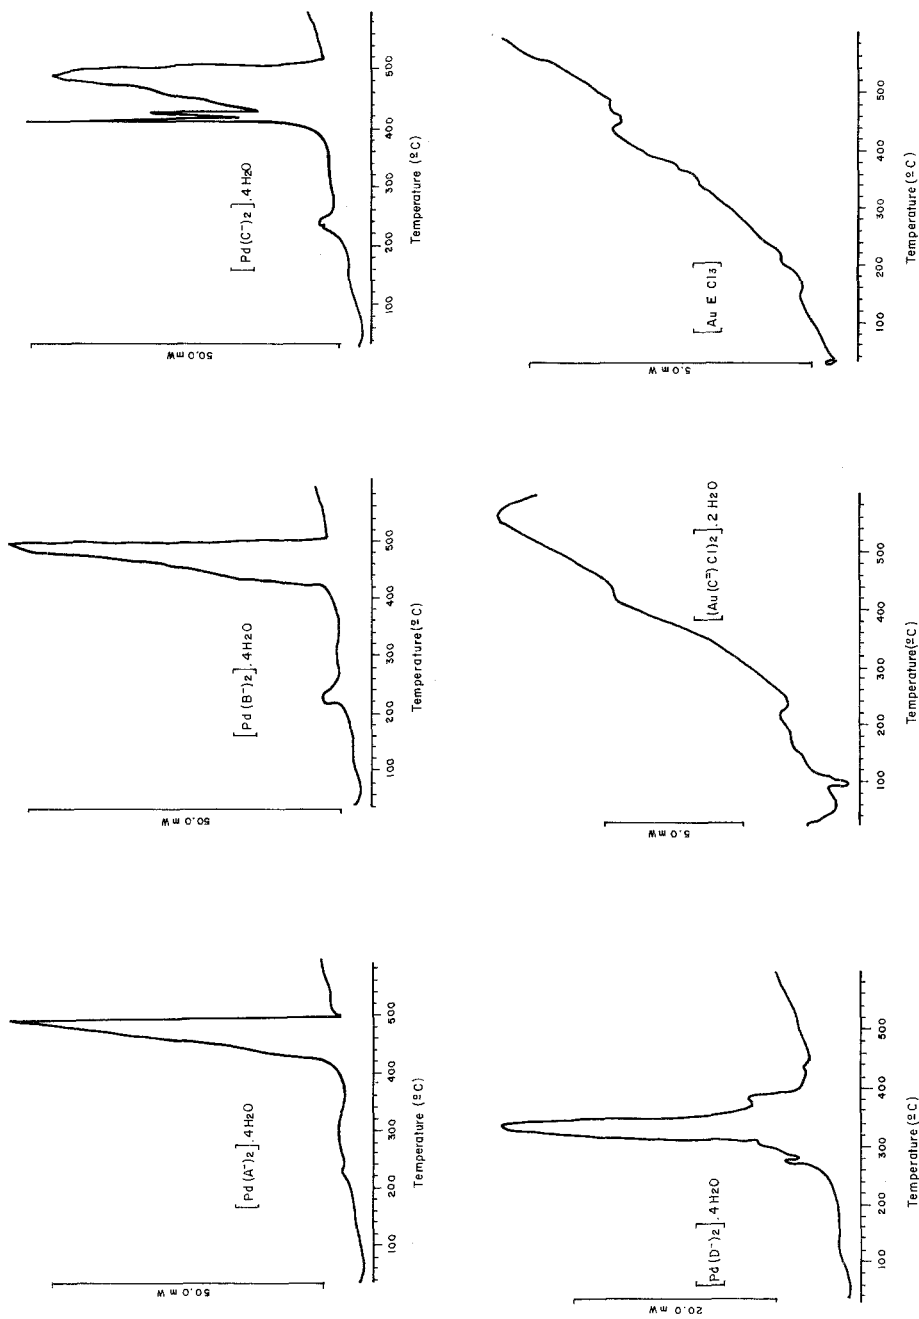 50.0 mW
[Pd(A⁻)₂].4H₂O
100 200 300 400 500
Temperature (ºC)
50.0 mW
[Pd(B⁻)₂].4H₂O
100 200 300 400 500
Temperature(ºC)
50.0 mW
[Pd(C⁻)₂].4H₂O
100 200 300 400 500
Temperature (ºC)
20.0 mW
[Pd(D⁻)₂].4H₂O
100 200 300 400 500
Temperature (ºC)
5.0 mW
[(Au(C⁼)Cl)₂].2H₂O
100 200 300 400 500
Temperature(ºC)
5.0 mW
[Au E Cl₃]
100 200 300 400 500
Temperature (ºC)